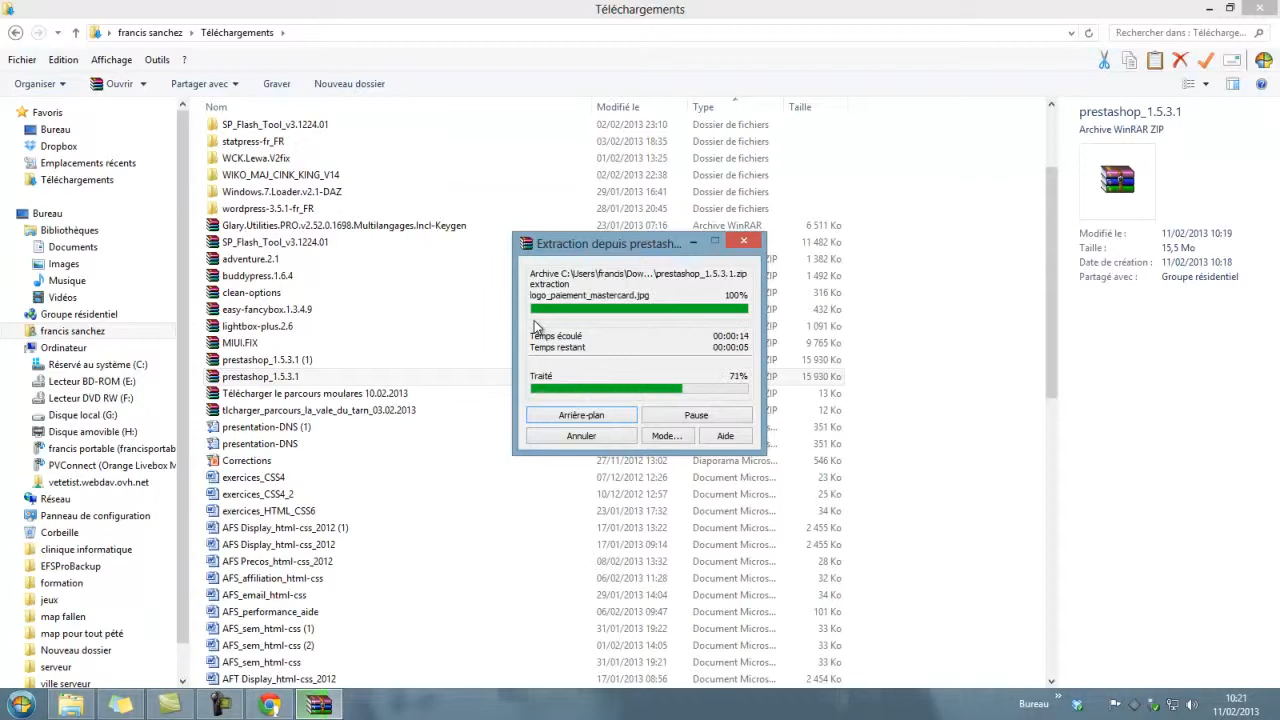 Téléchargements
francis sanchez
Téléchargements
Rechercher dans : Télécharge...
Fichier Edition Affichage Outils ?
Organiser Ouvrir Partager avec Graver Nouveau dossier
Favoris
Bureau
Dropbox
Emplacements récents
Téléchargements
Bureau
Bibliothèques
Documents
Images
Musique
Vidéos
Groupe résidentiel
francis sanchez
Ordinateur
Réservé au système (C:)
Lecteur BD-ROM (E:)
Lecteur DVD RW (F:)
Disque local (G:)
Disque amovible (H:)
francis portable (francisportab
PVConnect (Orange Livebox M
vetetist.webdav.ovh.net
Réseau
Panneau de configuration
Corbeille
clinique informatique
EFSProBackup
formation
jeux
map fallen
map pour tout pété
Nouveau dossier
serveur
ville serveur
Nom Modifié le Type Taille
SP_Flash_Tool_v3.1224.01 02/02/2013 23:10 Dossier de fichiers
statpress-fr_FR 03/02/2013 18:35 Dossier de fichiers
WCK.Lewa.V2fix 01/02/2013 13:25 Dossier de fichiers
WIKO_MAJ_CINK_KING_V14 02/02/2013 22:38 Dossier de fichiers
Windows.7.Loader.v2.1-DAZ 29/01/2013 16:41 Dossier de fichiers
wordpress-3.5.1-fr_FR 28/01/2013 20:45 Dossier de fichiers
Glary.Utilities.PRO.v2.52.0.1698.Multilangages.Incl-Keygen 23/01/2013 07:16 Archive WinRAR 6 511 Ko
SP_Flash_Tool_v3.1224.01 11 482 Ko
adventure.2.1 ZIP 1 382 Ko
buddypress.1.6.4 ZIP 1 492 Ko
clean-options ZIP 316 Ko
easy-fancybox.1.3.4.9 ZIP 410 Ko
lightbox-plus.2.6 ZIP 1 091 Ko
MIUI.FIX ZIP 9 765 Ko
prestashop_1.5.3.1 (1) ZIP 15 930 Ko
prestashop_1.5.3.1 ZIP 15 930 Ko
Télécharger le parcours moulares 10.02.2013 ZIP 13 Ko
tlcharger_parcours_la_vale_du_tarn_03.02.2013 ZIP 12 Ko
presentation-DNS (1) s... 351 Ko
presentation-DNS s... 351 Ko
Corrections 27/11/2012 13:02 Diaporama Micros... 546 Ko
exercices_CSS4 07/12/2012 12:26 Document Micros... 23 Ko
exercices_CSS4_2 10/12/2012 12:57 Document Micros... 25 Ko
exercices_HTML_CSS6 23/01/2013 17:32 Document Micros... 34 Ko
AFS Display_html-css_2012 (1) 17/01/2013 13:22 Document Micros... 2 455 Ko
AFS Display_html-css_2012 17/01/2013 09:14 Document Micros... 2 455 Ko
AFS Precos_html-css_2012 08/02/2013 13:32 Document Micros... 28 Ko
AFS_affiliation_html-css 06/02/2013 11:28 Document Micros... 32 Ko
AFS_email_html-css 29/01/2013 14:04 Document Micros... 34 Ko
AFS_performance_aide 06/02/2013 09:47 Document Micros... 101 Ko
AFS_sem_html-css (1) 31/01/2013 19:22 Document Micros... 33 Ko
AFS_sem_html-css (2) 01/02/2013 14:05 Document Micros... 33 Ko
AFS_sem_html-css 31/01/2013 19:21 Document Micros... 33 Ko
AFT Display_html-css_2012 17/01/2013 08:56 Document Micros... 2 454 Ko
Extraction depuis prestash...
Archive C:\Users\francis\Dow...\prestashop_1.5.3.1.zip
extraction
logo_paiement_mastercard.jpg 100%
Temps écoulé 00:00:14
Temps restant 00:00:05
Traité 71%
Arrière-plan Pause
Annuler Mode... Aide
prestashop_1.5.3.1
Archive WinRAR ZIP
Modifié le : 11/02/2013 10:19
Taille : 15,5 Mo
Date de création : 11/02/2013 10:18
Partagé avec : Groupe résidentiel
Bureau
10:21
11/02/2013